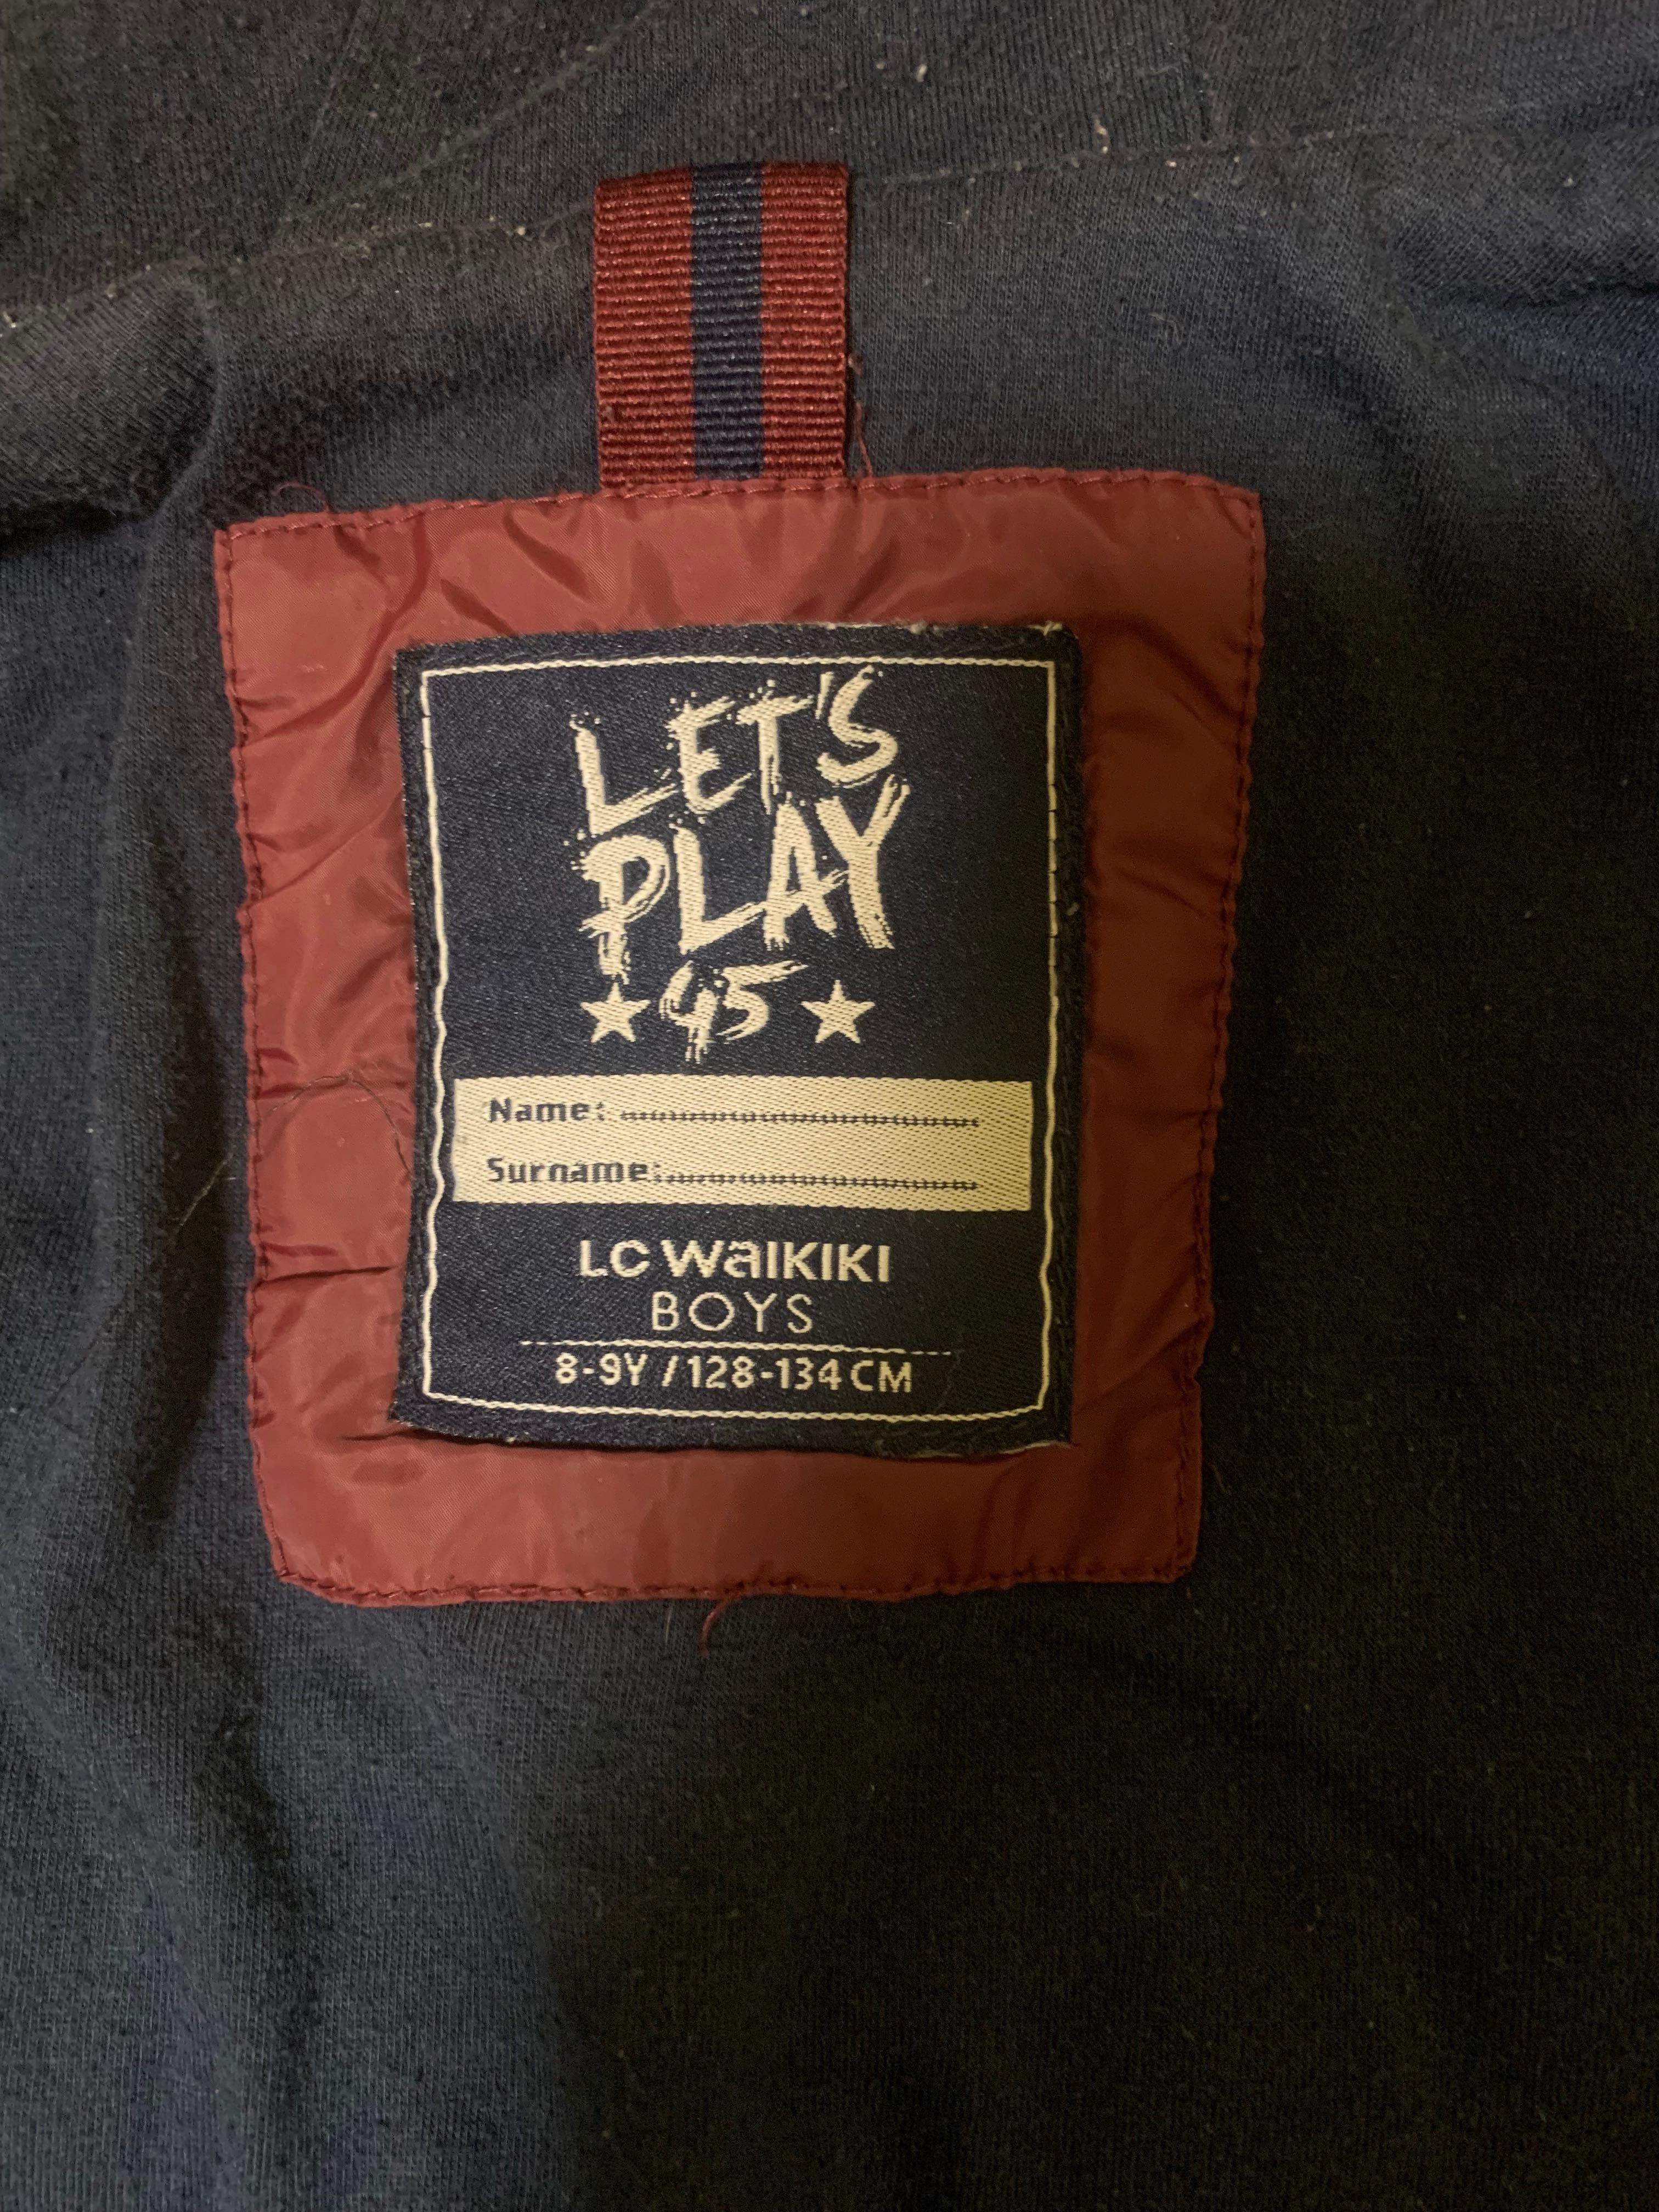 LET'S
PLAY
45
Name: ........................................
Surname:...................................
LC WaIKIKI
BOYS
8-9Y / 128-134 CM